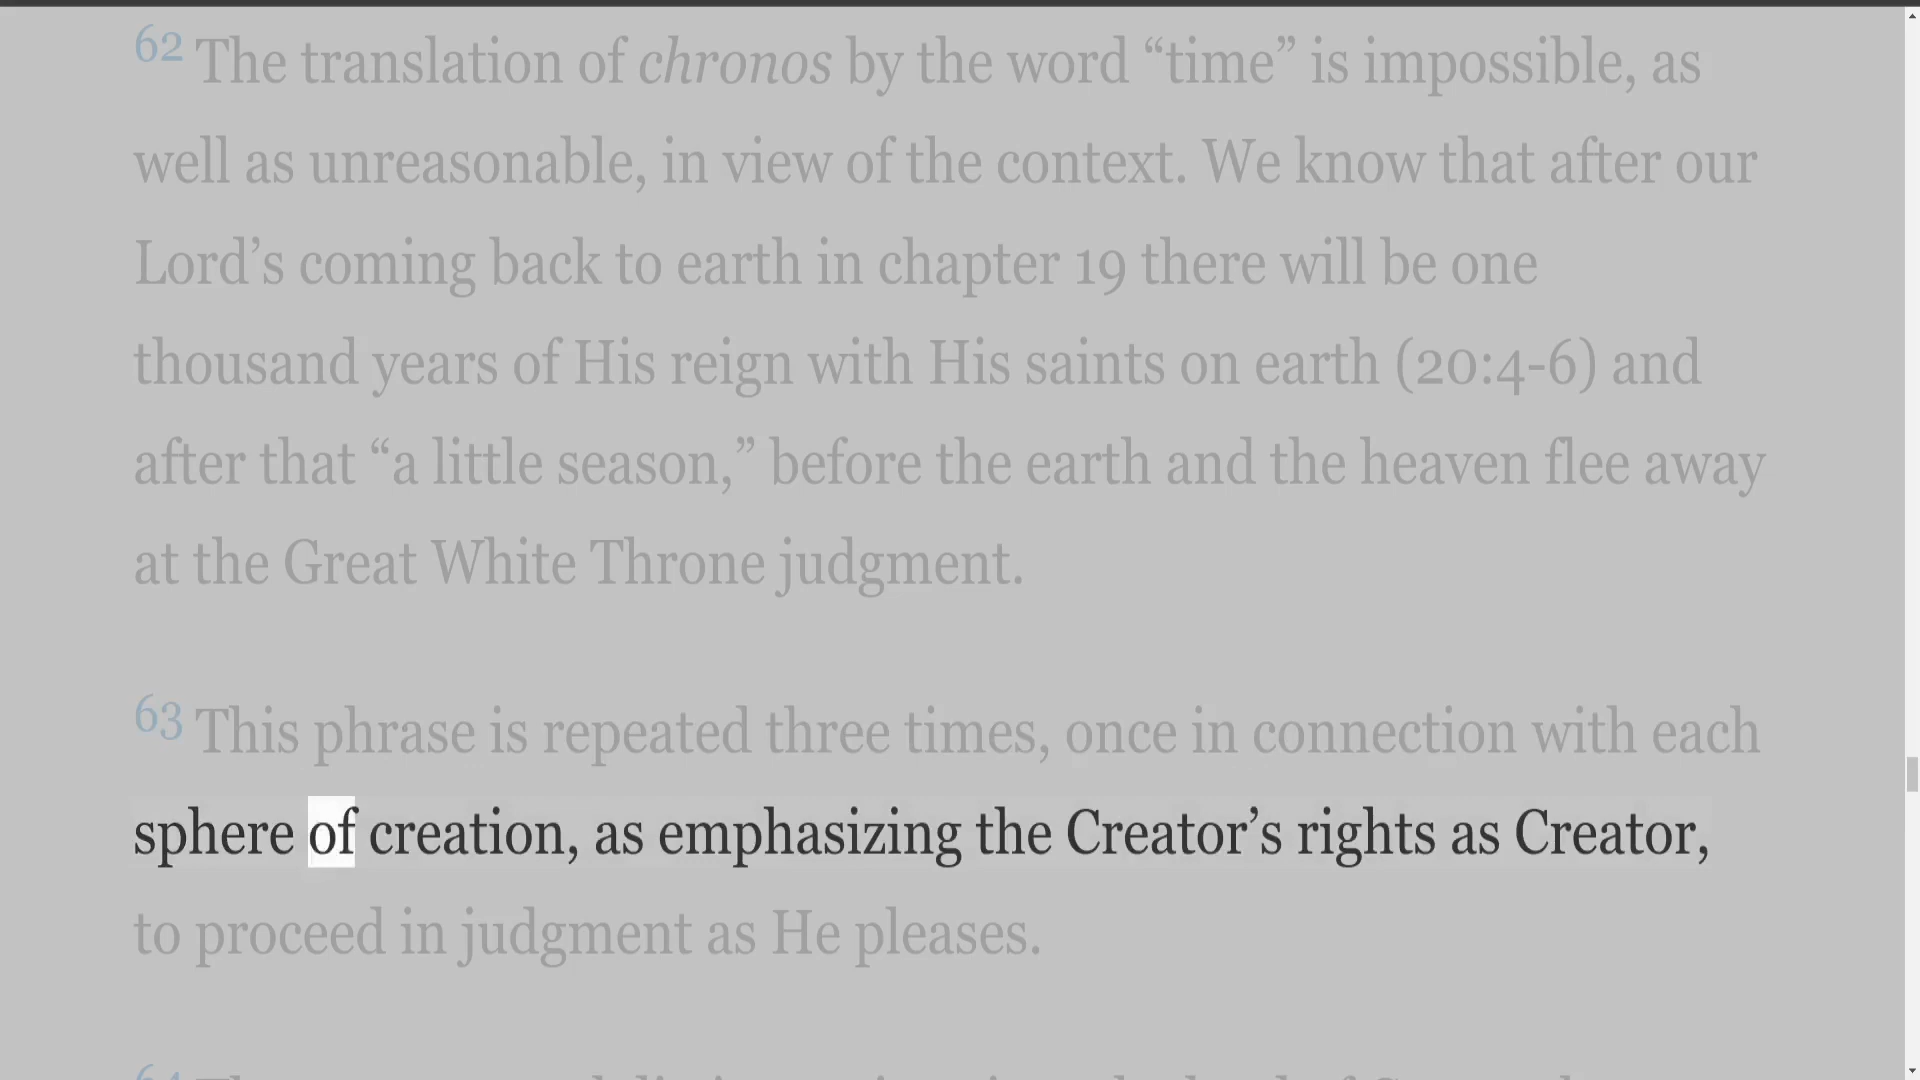 62 The translation of chronos by the word “time” is impossible, as
well as unreasonable, in view of the context. We know that after our
Lord’s coming back to earth in chapter 19 there will be one
thousand years of His reign with His saints on earth (20:4-6) and
after that “a little season,” before the earth and the heaven flee away
at the Great White Throne judgment.
63 This phrase is repeated three times, once in connection with each
sphere of creation, as emphasizing the Creator’s rights as Creator,
to proceed in judgment as He pleases.
64